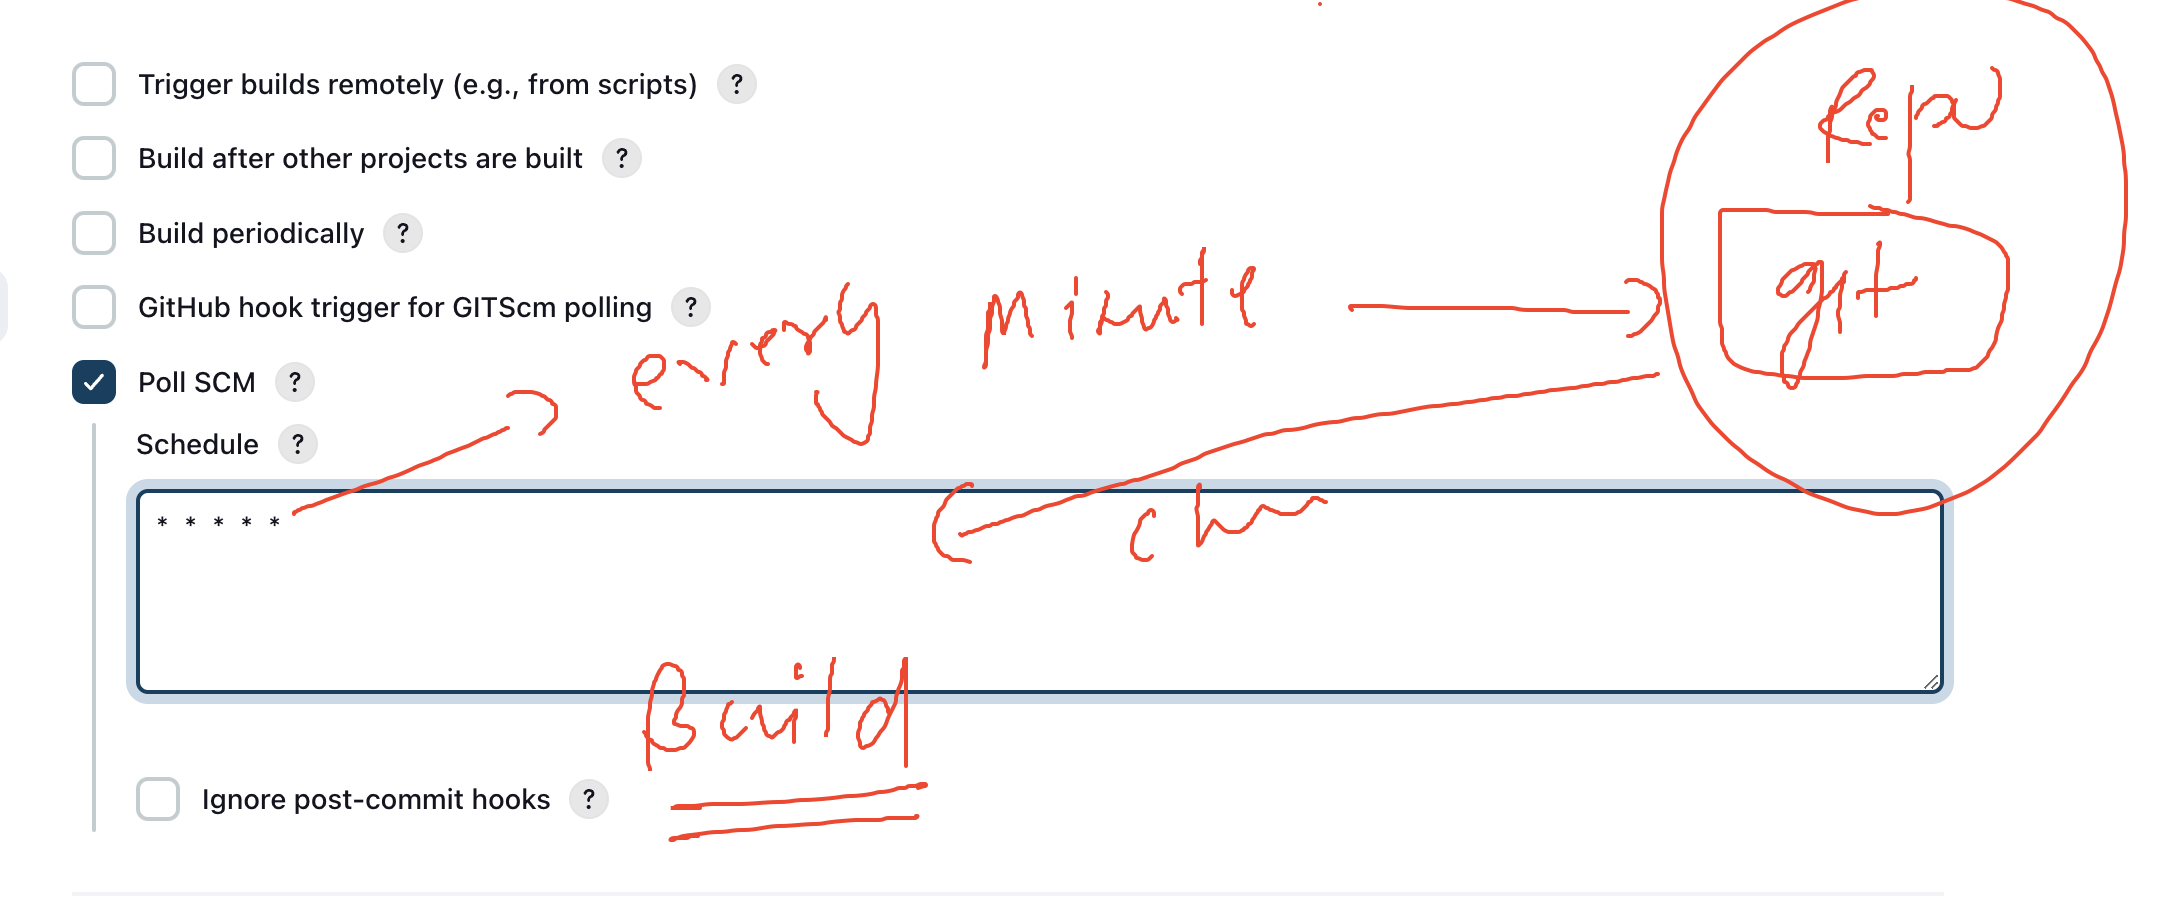 Trigger builds remotely (e.g., from scripts) ?
Build after other projects are built ?
Build periodically ?
GitHub hook trigger for GITScm polling ?
Poll SCM ?
Schedule ?
* * * * *
Ignore post-commit hooks ?
every minute
Repo
git
Build